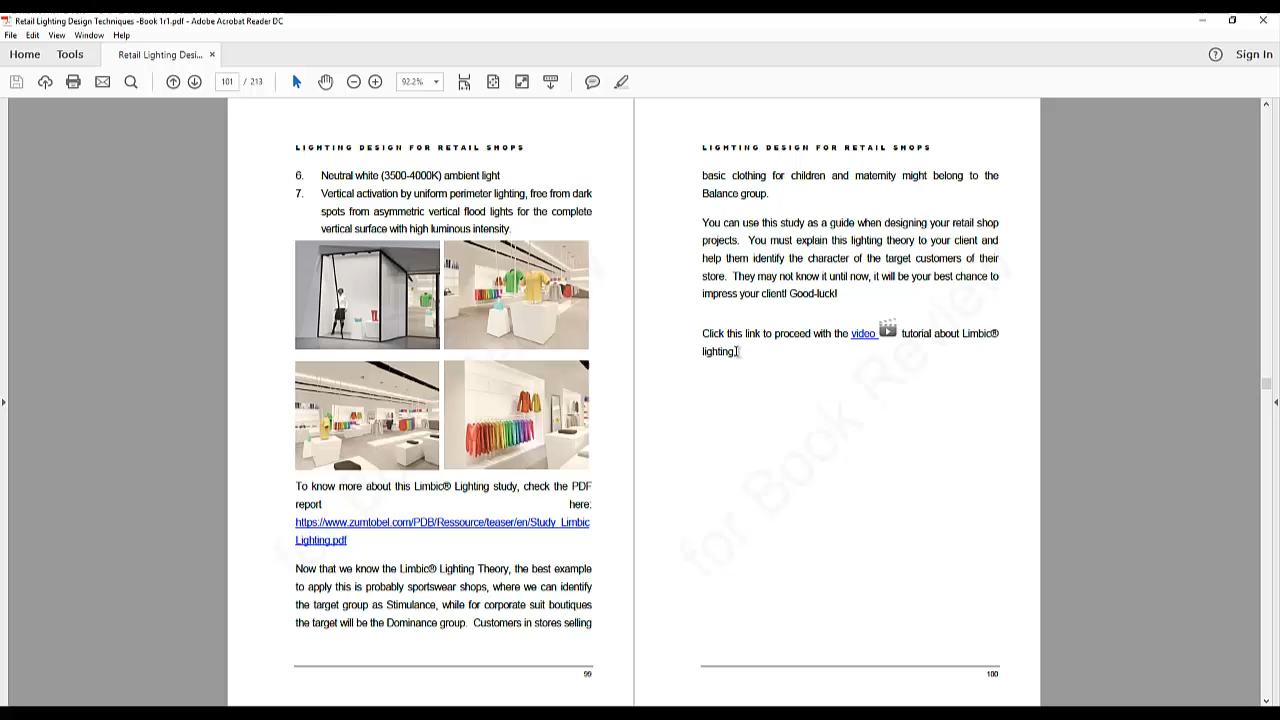 Retail Lighting Design Techniques -Book 1r1.pdf - Adobe Acrobat Reader DC
File Edit View Window Help
Home Tools Retail Lighting Desi... × Sign In
101 / 213 92.2%
LIGHTING DESIGN FOR RETAIL SHOPS
6. Neutral white (3500-4000K) ambient light
7. Vertical activation by uniform perimeter lighting, free from dark
spots from asymmetric vertical flood lights for the complete
vertical surface with high luminous intensity.
To know more about this Limbic® Lighting study, check the PDF
report here:
https://www.zumtobel.com/PDB/Ressource/teaser/en/Study_Limbic
Lighting.pdf
Now that we know the Limbic® Lighting Theory, the best example
to apply this is probably sportswear shops, where we can identify
the target group as Stimulance, while for corporate suit boutiques
the target will be the Dominance group. Customers in stores selling
99
LIGHTING DESIGN FOR RETAIL SHOPS
basic clothing for children and maternity might belong to the
Balance group.
You can use this study as a guide when designing your retail shop
projects. You must explain this lighting theory to your client and
help them identify the character of the target customers of their
store. They may not know it until now, it will be your best chance to
impress your client! Good-luck!
Click this link to proceed with the video tutorial about Limbic®
lighting.
100
for Book Review